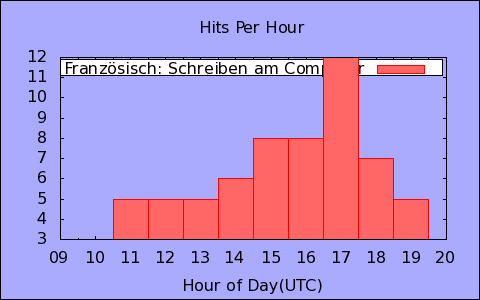 Hits Per Hour
12
Französisch: Schreiben am Com
11
10
9
8
7
6
5
4
3
09 10 11 12 13 14 15 16 17 18 19 20
Hour of Day(UTC)